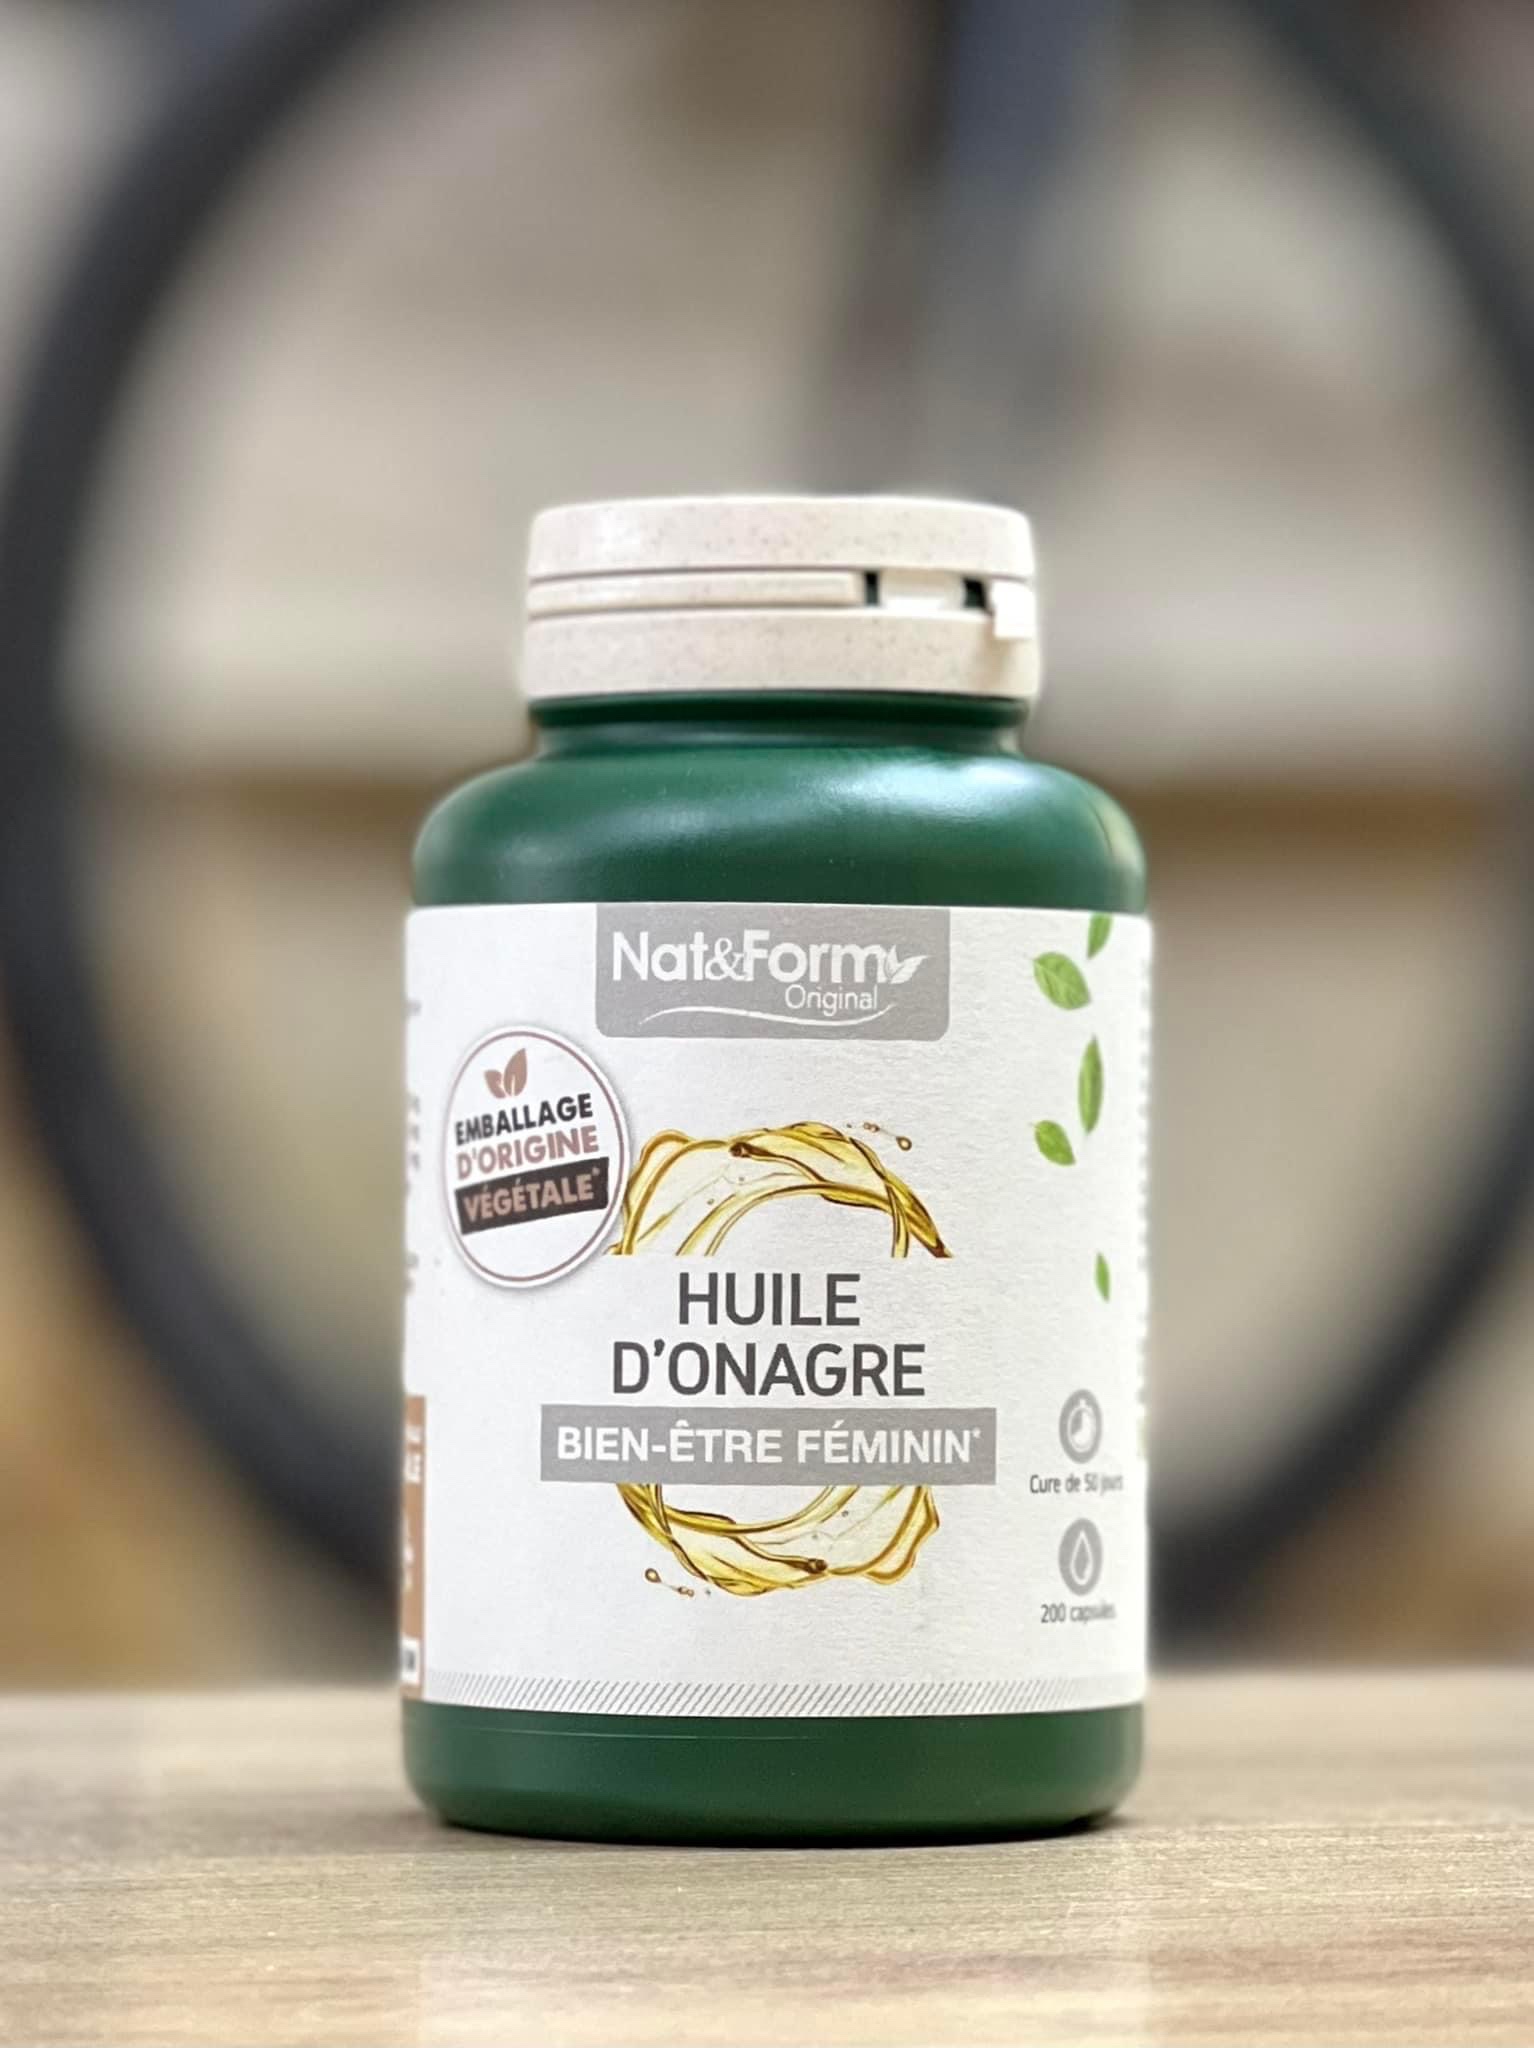 Nat&Form
Original
EMBALLAGE
D'ORIGINE
VÉGÉTALE*
HUILE
D'ONAGRE
BIEN-ÊTRE FÉMININ*
Cure de 50 jours
200 capsules